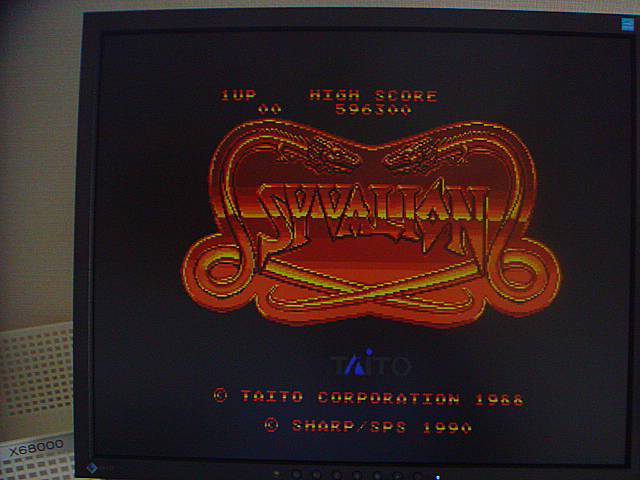 1UP HIGH SCORE
00 596300
SYVALION
TAITO
© TAITO CORPORATION 1988
© SHARP/SPS 1990
X68000